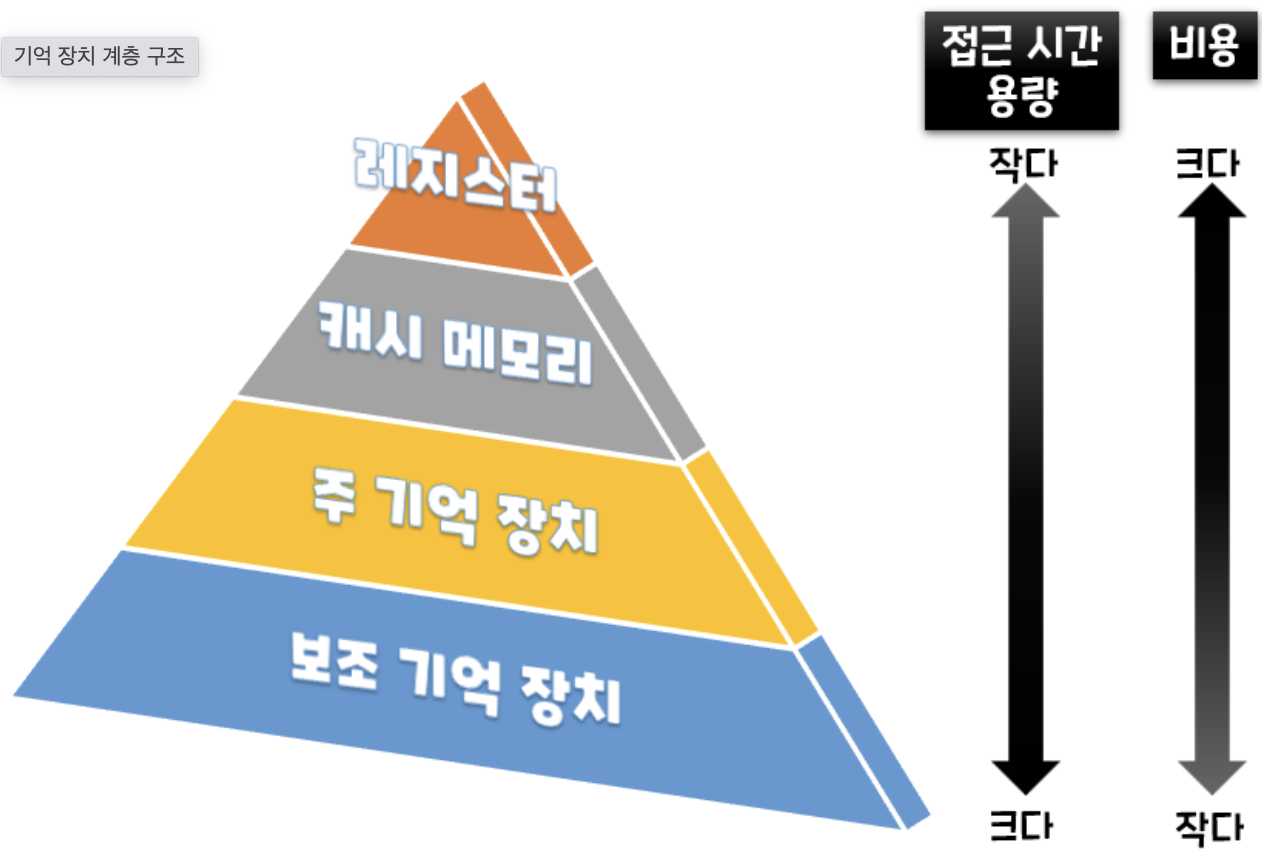 기억 장치 계층 구조
접근 시간
용량
비용
작다
크다
레지스터
캐시 메모리
주 기억 장치
보조 기억 장치
크다
작다